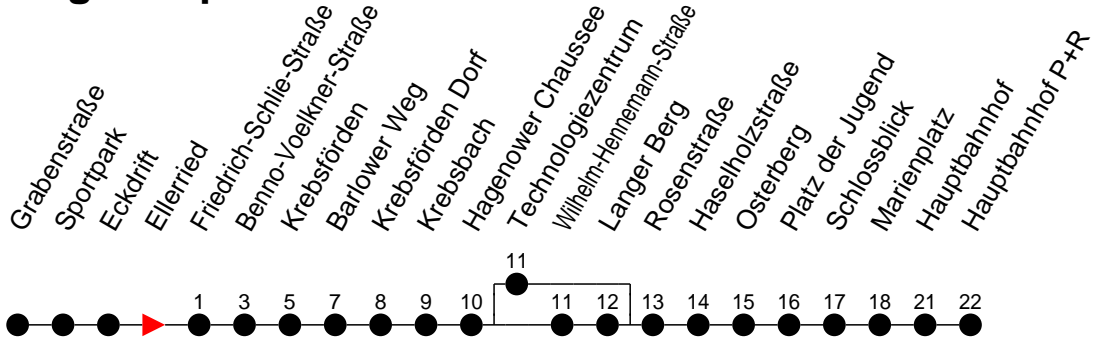 Grabenstraße
Sportpark
Eckdrift
Ellerried
Friedrich-Schlie-Straße
Benno-Voelkner-Straße
Krebsförden
Barlower Weg
Krebsförden Dorf
Krebsbach
Hagenower Chaussee
Technologiezentrum
Wilhelm-Hennemann-Straße
Langer Berg
Rosenstraße
Haselholzstraße
Osterberg
Platz der Jugend
Schlossblick
Marienplatz
Hauptbahnhof
Hauptbahnhof P+R
11
1 3 5 7 8 9 10 11 12 13 14 15 16 17 18 21 22